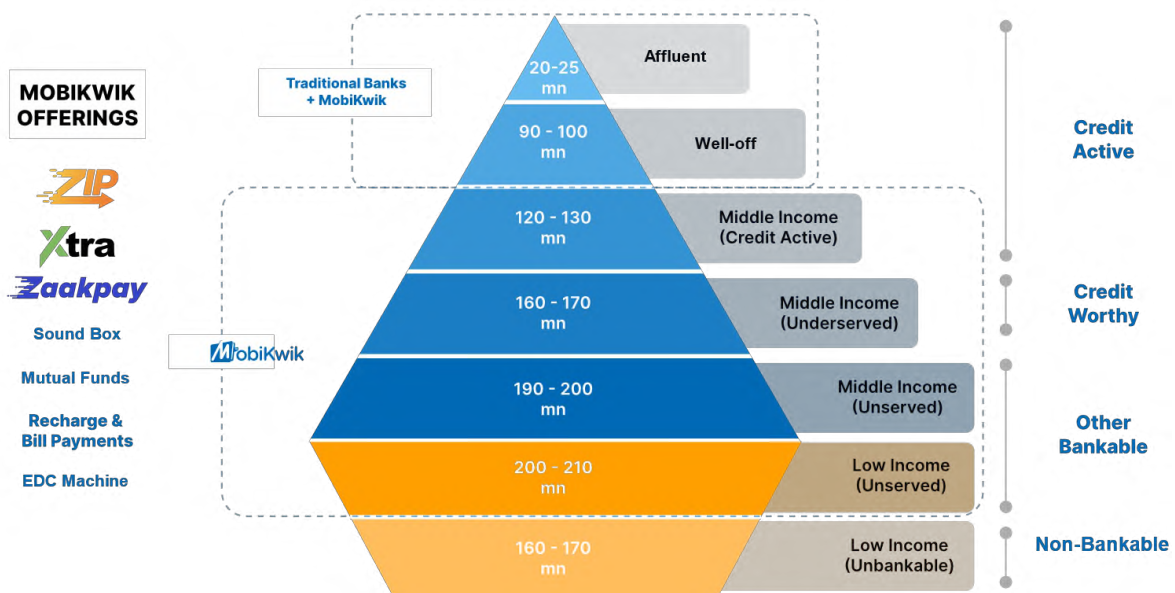 MOBIKWIK
OFFERINGS
ZIP
Xtra
Zaakpay
Sound Box
Mutual Funds
Recharge &
Bill Payments
EDC Machine
Traditional Banks
+ MobiKwik
MobiKwik
20-25
mn
Affluent
90 - 100
mn
Well-off
120 - 130
mn
Middle Income
(Credit Active)
160 - 170
mn
Middle Income
(Underserved)
190 - 200
mn
Middle Income
(Unserved)
200 - 210
mn
Low Income
(Unserved)
160 - 170
mn
Low Income
(Unbankable)
Credit
Active
Credit
Worthy
Other
Bankable
Non-Bankable